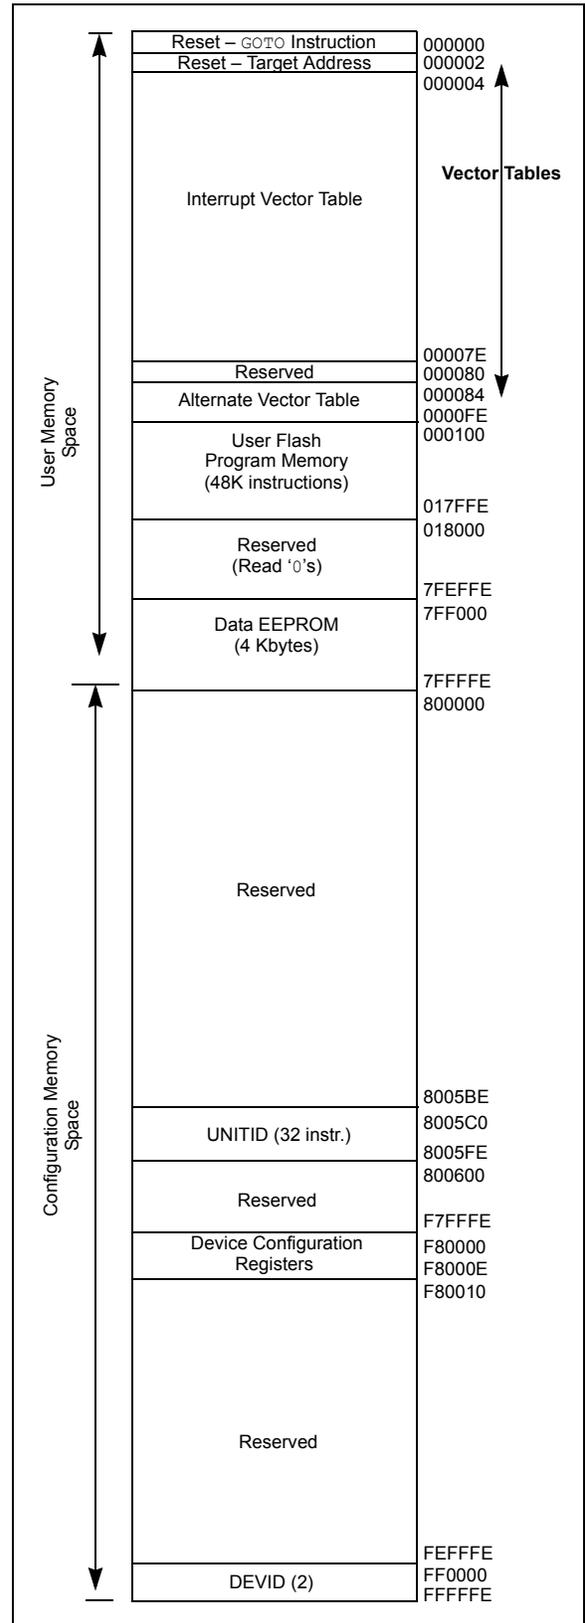 Reset – GOTO Instruction
000000
Reset – Target Address
000002
000004
Vector Tables
Interrupt Vector Table
00007E
Reserved
000080
000084
Alternate Vector Table
0000FE
User Memory
Space
000100
User Flash
Program Memory
(48K instructions)
017FFE
018000
Reserved
(Read ‘0’s)
7FEFFE
7FF000
Data EEPROM
(4 Kbytes)
7FFFFE
800000
Reserved
8005BE
8005C0
UNITID (32 instr.)
8005FE
800600
Configuration Memory
Space
Reserved
F7FFFE
Device Configuration
Registers
F80000
F8000E
F80010
Reserved
FEFFFE
FF0000
DEVID (2)
FFFFFE